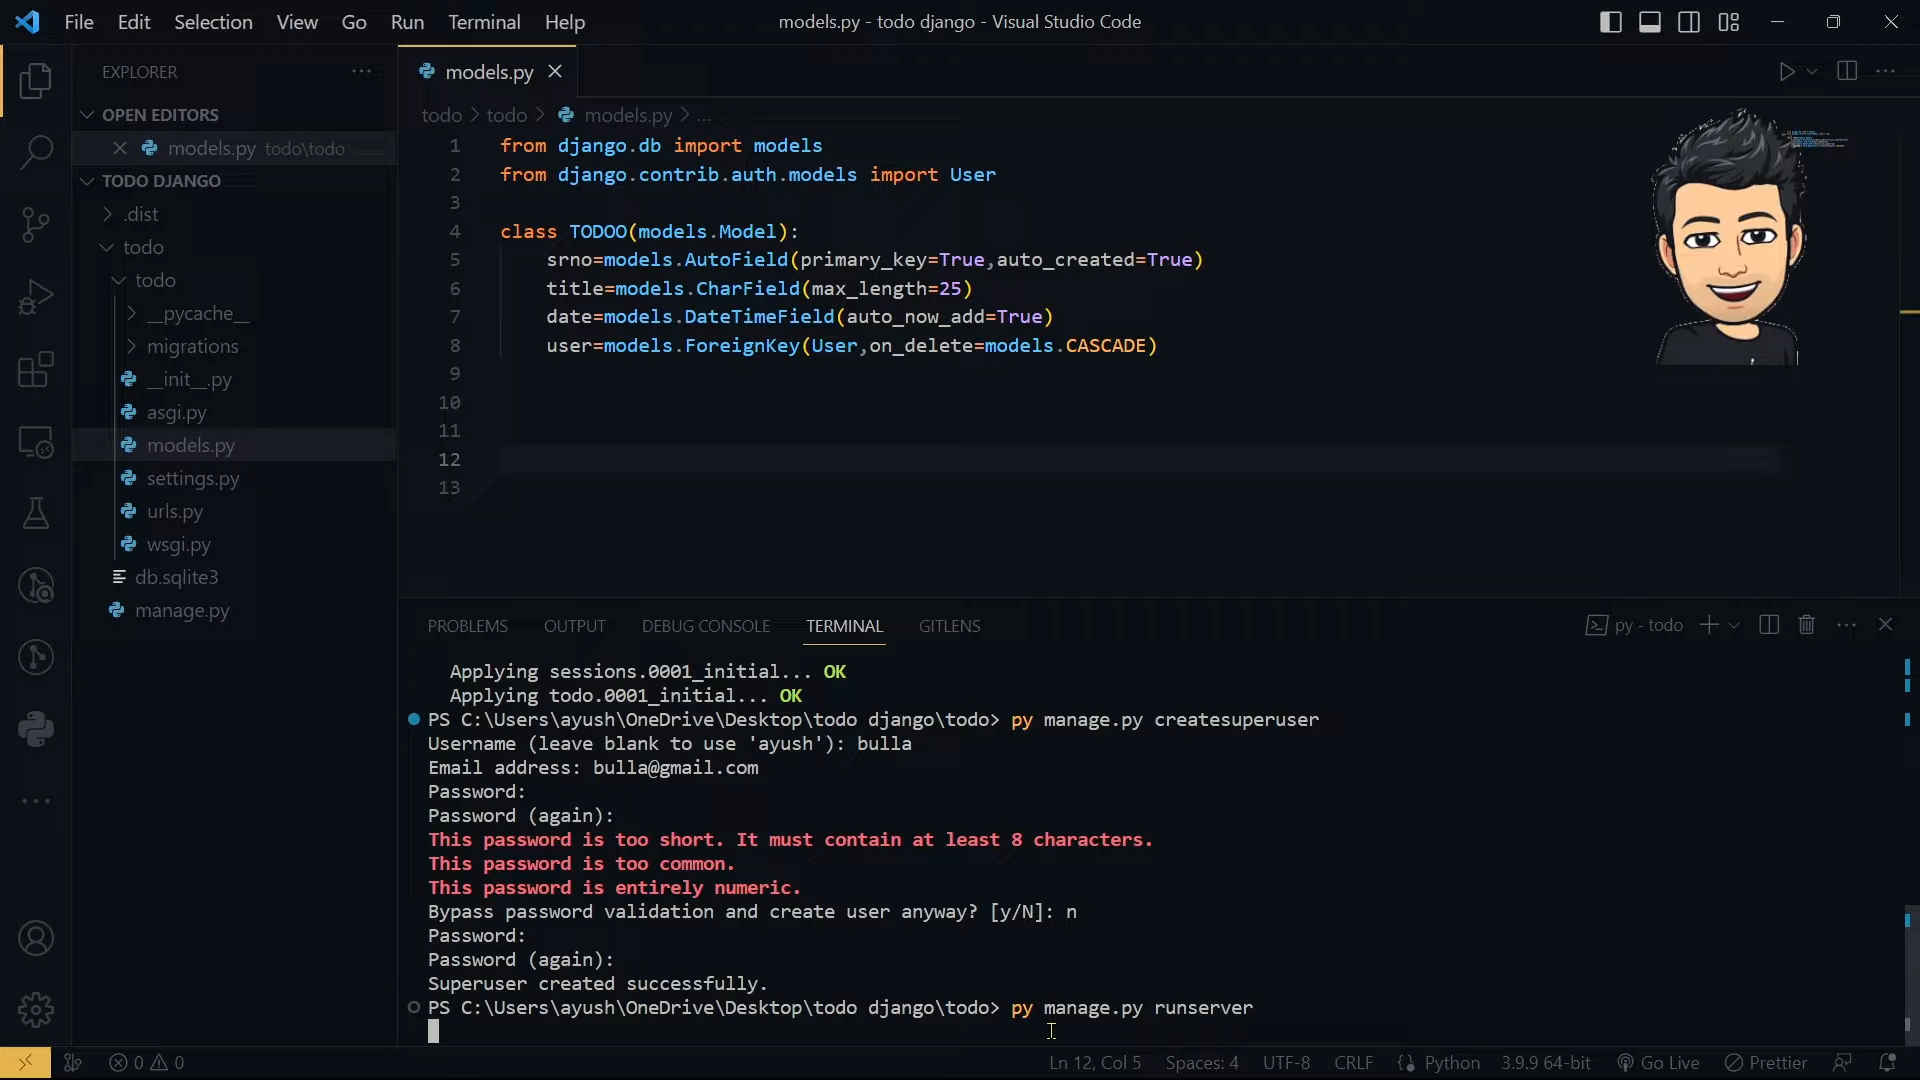 File Edit Selection View Go Run Terminal Help
models.py - todo django - Visual Studio Code
EXPLORER
OPEN EDITORS
models.py todo\todo
TODO DJANGO
.dist
todo
todo
__pycache__
migrations
__init__.py
asgi.py
models.py
settings.py
urls.py
wsgi.py
db.sqlite3
manage.py
models.py
todo > todo > models.py > ...
1 from django.db import models
2 from django.contrib.auth.models import User
3
4 class TODOO(models.Model):
5 srno=models.AutoField(primary_key=True,auto_created=True)
6 title=models.CharField(max_length=25)
7 date=models.DateTimeField(auto_now_add=True)
8 user=models.ForeignKey(User,on_delete=models.CASCADE)
9
10
11
12
13
PROBLEMS OUTPUT DEBUG CONSOLE TERMINAL GITLENS
py - todo
Applying sessions.0001_initial... OK
Applying todo.0001_initial... OK
PS C:\Users\ayush\OneDrive\Desktop\todo django\todo> py manage.py createsuperuser
Username (leave blank to use 'ayush'): bulla
Email address: bulla@gmail.com
Password:
Password (again):
This password is too short. It must contain at least 8 characters.
This password is too common.
This password is entirely numeric.
Bypass password validation and create user anyway? [y/N]: n
Password:
Password (again):
Superuser created successfully.
PS C:\Users\ayush\OneDrive\Desktop\todo django\todo> py manage.py runserver
0 0
Ln 12, Col 5 Spaces: 4 UTF-8 CRLF Python 3.9.9 64-bit Go Live Prettier